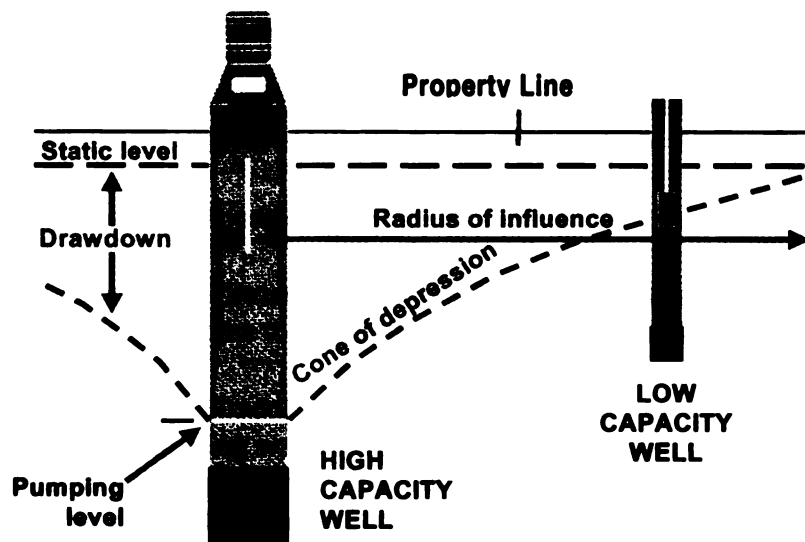 Property Line
Static level
Radius of influence
Drawdown
Cone of depression
LOW
CAPACITY
WELL
HIGH
CAPACITY
WELL
Pumping
level